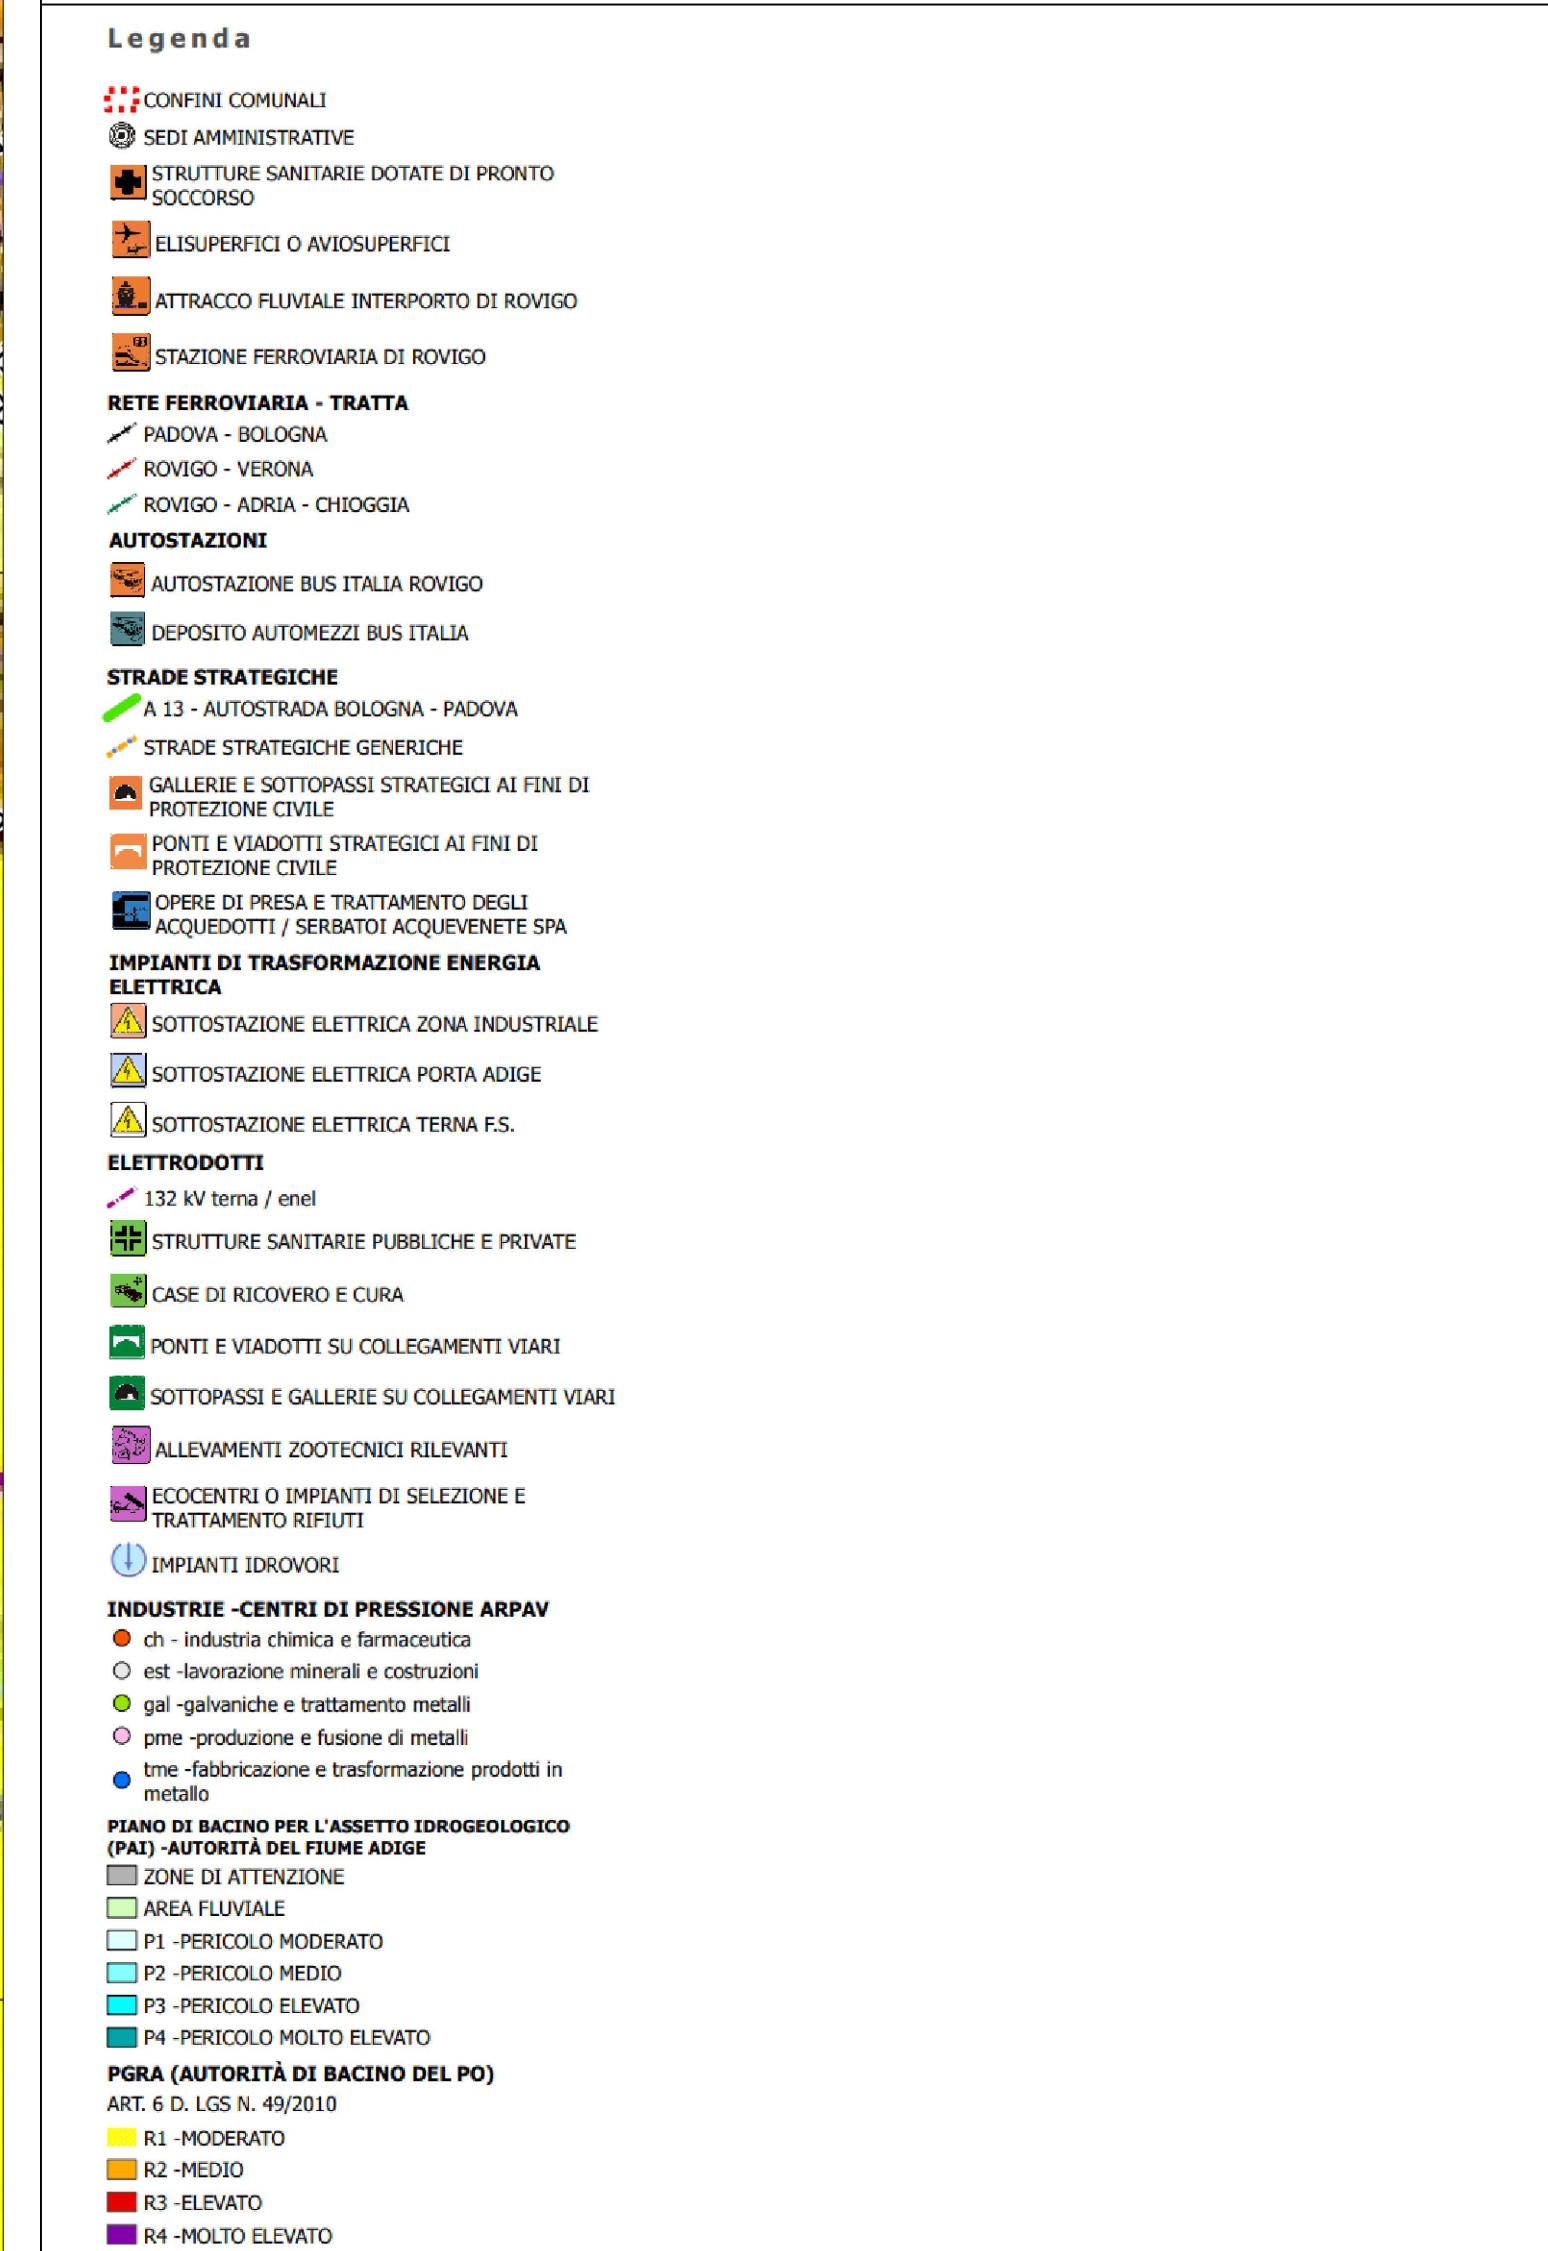 Legenda
CONFINI COMUNALI
SEDI AMMINISTRATIVE
STRUTTURE SANITARIE DOTATE DI PRONTO
SOCCORSO
ELISUPERFICI O AVIOSUPERFICI
ATTRACCO FLUVIALE INTERPORTO DI ROVIGO
STAZIONE FERROVIARIA DI ROVIGO
RETE FERROVIARIA - TRATTA
PADOVA - BOLOGNA
ROVIGO - VERONA
ROVIGO - ADRIA - CHIOGGIA
AUTOSTAZIONI
AUTOSTAZIONE BUS ITALIA ROVIGO
DEPOSITO AUTOMEZZI BUS ITALIA
STRADE STRATEGICHE
A 13 - AUTOSTRADA BOLOGNA - PADOVA
STRADE STRATEGICHE GENERICHE
GALLERIE E SOTTOPASSI STRATEGICI AI FINI DI
PROTEZIONE CIVILE
PONTI E VIADOTTI STRATEGICI AI FINI DI
PROTEZIONE CIVILE
OPERE DI PRESA E TRATTAMENTO DEGLI
ACQUEDOTTI / SERBATOI ACQUEVENETE SPA
IMPIANTI DI TRASFORMAZIONE ENERGIA
ELETTRICA
SOTTOSTAZIONE ELETTRICA ZONA INDUSTRIALE
SOTTOSTAZIONE ELETTRICA PORTA ADIGE
SOTTOSTAZIONE ELETTRICA TERNA F.S.
ELETTRODOTTI
132 kV terna / enel
STRUTTURE SANITARIE PUBBLICHE E PRIVATE
CASE DI RICOVERO E CURA
PONTI E VIADOTTI SU COLLEGAMENTI VIARI
SOTTOPASSI E GALLERIE SU COLLEGAMENTI VIARI
ALLEVAMENTI ZOOTECNICI RILEVANTI
ECOCENTRI O IMPIANTI DI SELEZIONE E
TRATTAMENTO RIFIUTI
IMPIANTI IDROVORI
INDUSTRIE -CENTRI DI PRESSIONE ARPAV
ch - industria chimica e farmaceutica
est -lavorazione minerali e costruzioni
gal -galvaniche e trattamento metalli
pme -produzione e fusione di metalli
tme -fabbricazione e trasformazione prodotti in
metallo
PIANO DI BACINO PER L'ASSETTO IDROGEOLOGICO
(PAI) -AUTORITÀ DEL FIUME ADIGE
ZONE DI ATTENZIONE
AREA FLUVIALE
P1 -PERICOLO MODERATO
P2 -PERICOLO MEDIO
P3 -PERICOLO ELEVATO
P4 -PERICOLO MOLTO ELEVATO
PGRA (AUTORITÀ DI BACINO DEL PO)
ART. 6 D. LGS N. 49/2010
R1 -MODERATO
R2 -MEDIO
R3 -ELEVATO
R4 -MOLTO ELEVATO